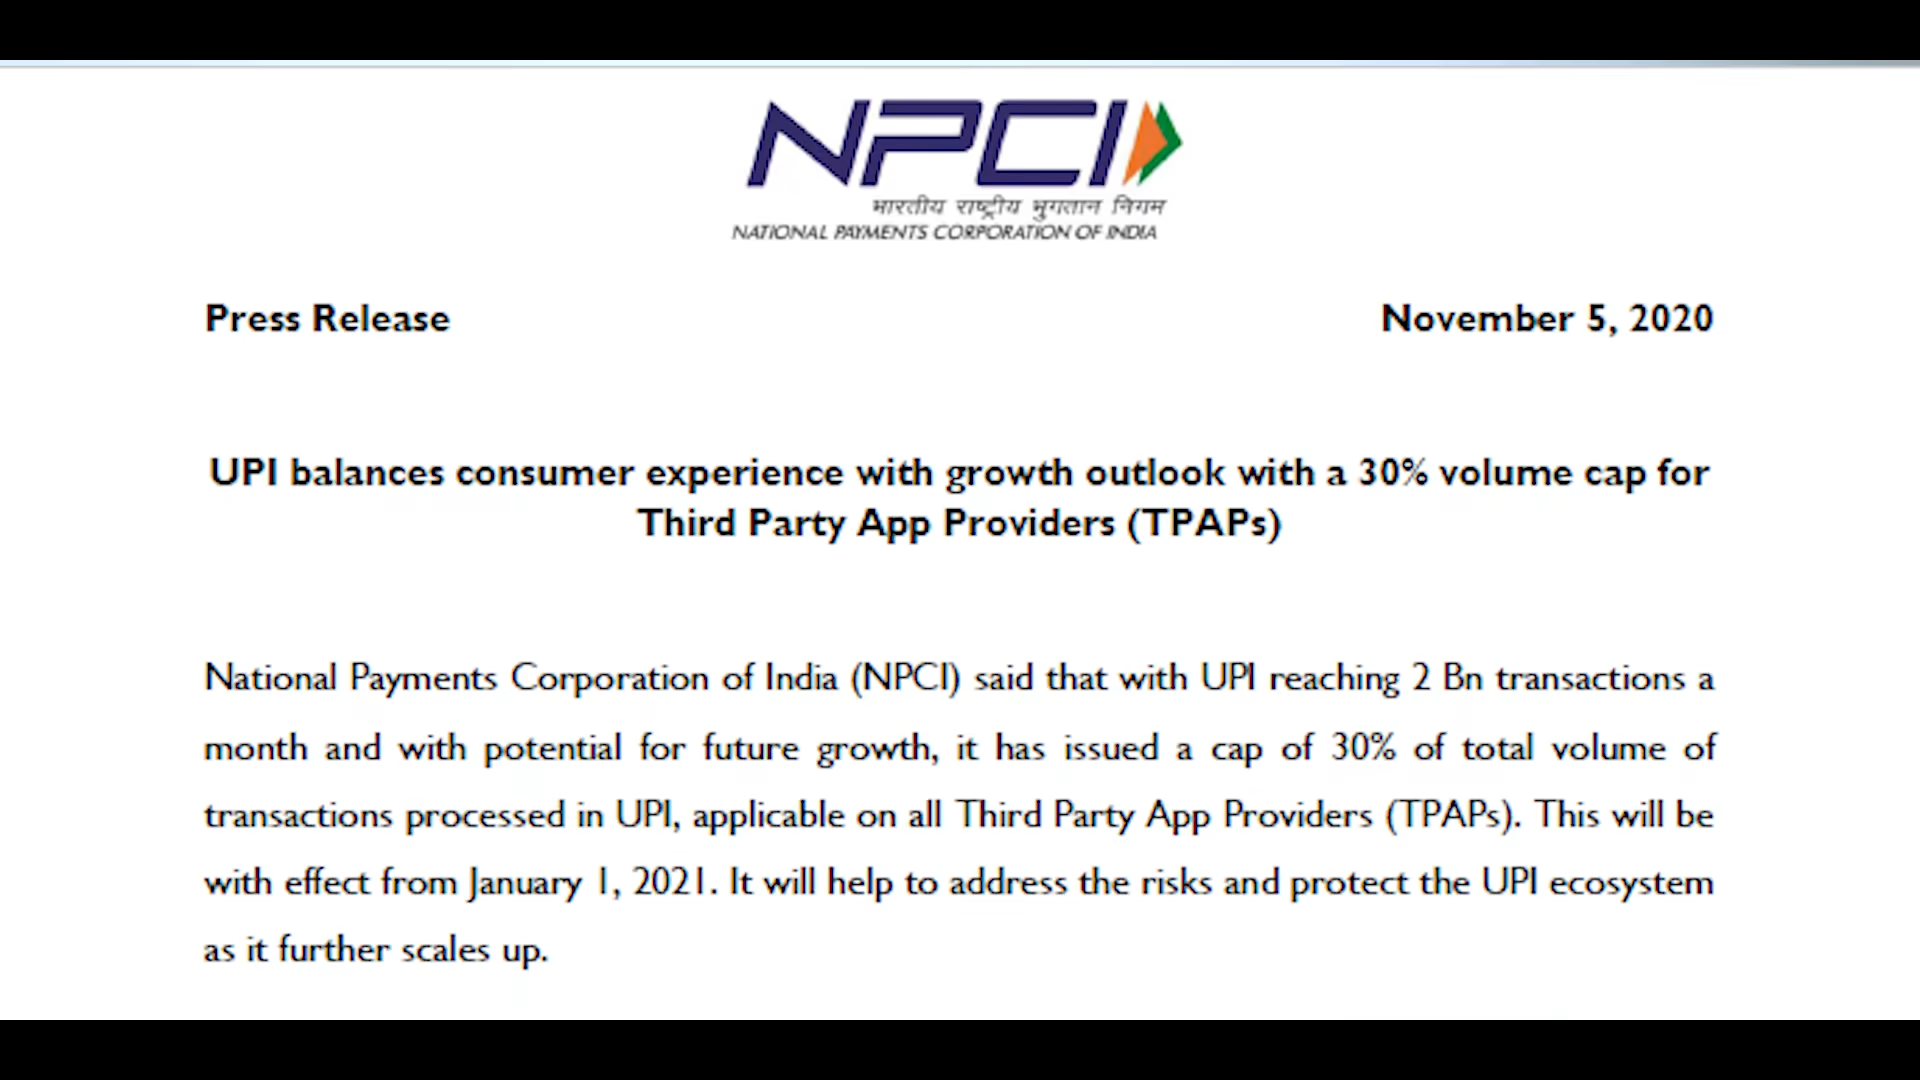 NPCI
भारतीय राष्ट्रीय भुगतान निगम
NATIONAL PAYMENTS CORPORATION OF INDIA
Press Release November 5, 2020
UPI balances consumer experience with growth outlook with a 30% volume cap for
Third Party App Providers (TPAPs)
National Payments Corporation of India (NPCI) said that with UPI reaching 2 Bn transactions a
month and with potential for future growth, it has issued a cap of 30% of total volume of
transactions processed in UPI, applicable on all Third Party App Providers (TPAPs). This will be
with effect from January 1, 2021. It will help to address the risks and protect the UPI ecosystem
as it further scales up.